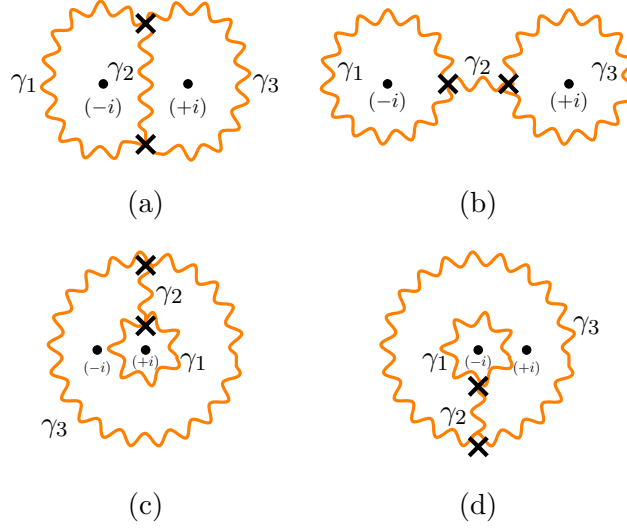 γ₁ γ₂ γ₃
(−i) (+i)
(a)
γ₁ γ₂ γ₃
(−i) (+i)
(b)
γ₂
γ₁
(−i) (+i)
γ₃
(c)
γ₃
γ₁
(−i) (+i)
γ₂
(d)